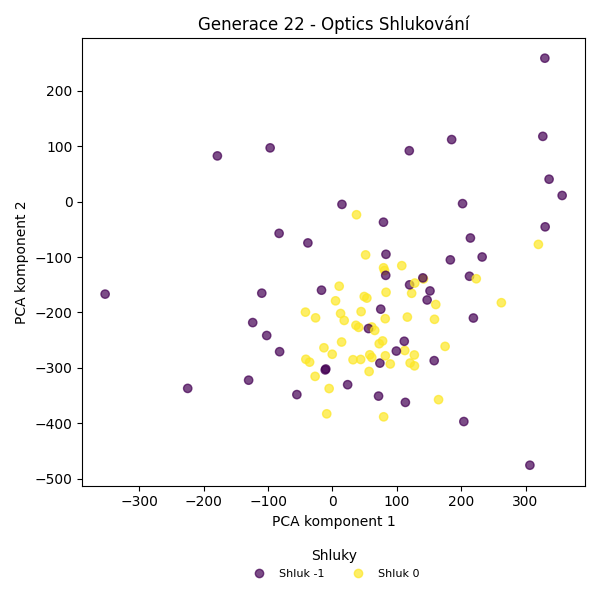 Generace 22 - Optics Shlukování
PCA komponent 2
200
100
0
−100
−200
−300
−400
−500
−300
−200
−100
0
100
200
300
PCA komponent 1
Shluky
Shluk -1
Shluk 0